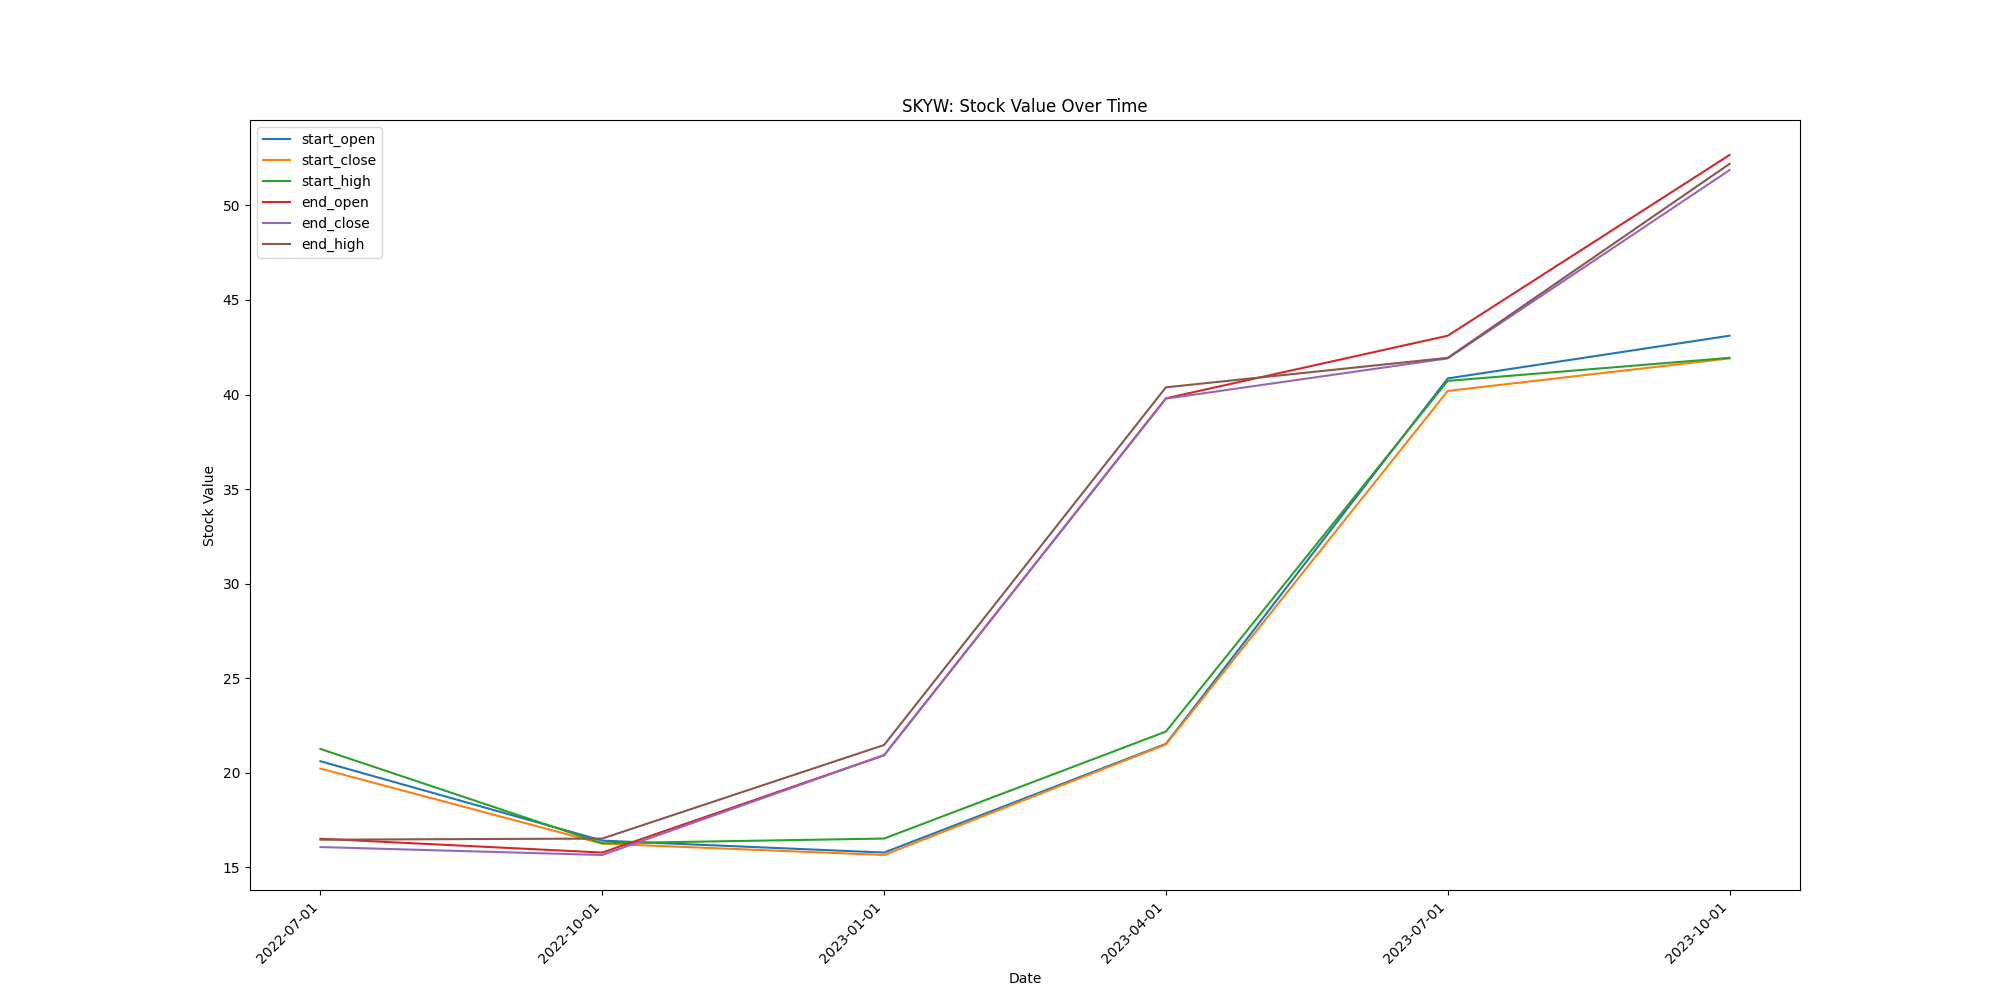 SKYW: Stock Value Over Time
start_open
start_close
start_high
end_open
end_close
end_high
50
45
40
35
30
25
20
15
Stock Value
2022-07-01
2022-10-01
2023-01-01
2023-04-01
2023-07-01
2023-10-01
Date